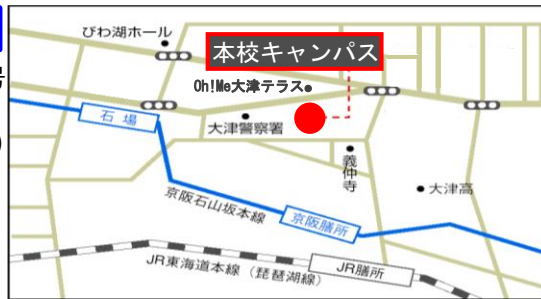 びわ湖ホール
本校キャンパス
Oh!Me大津テラス
石場
大津警察署
義仲寺
大津高
京阪石山坂本線
京阪膳所
JR東海道本線（琵琶湖線）
JR膳所
号
)